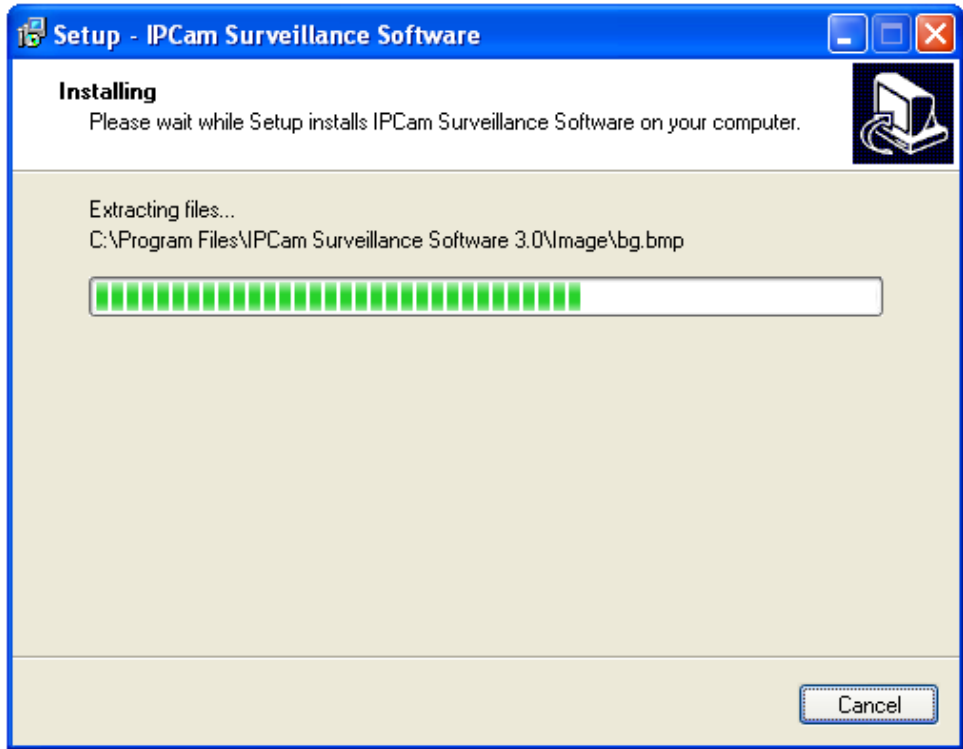 Setup - IPCam Surveillance Software
Installing
Please wait while Setup installs IPCam Surveillance Software on your computer.
Extracting files...
C:\Program Files\IPCam Surveillance Software 3.0\Image\bg.bmp
Cancel